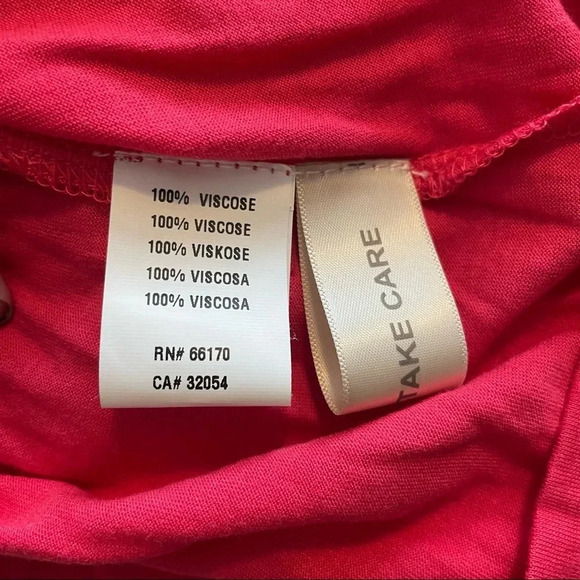 100% VISCOSE
100% VISCOSE
100% VISKOSE
100% VISCOSA
100% VISCOSA
RN# 66170
CA# 32054
TAKE CARE